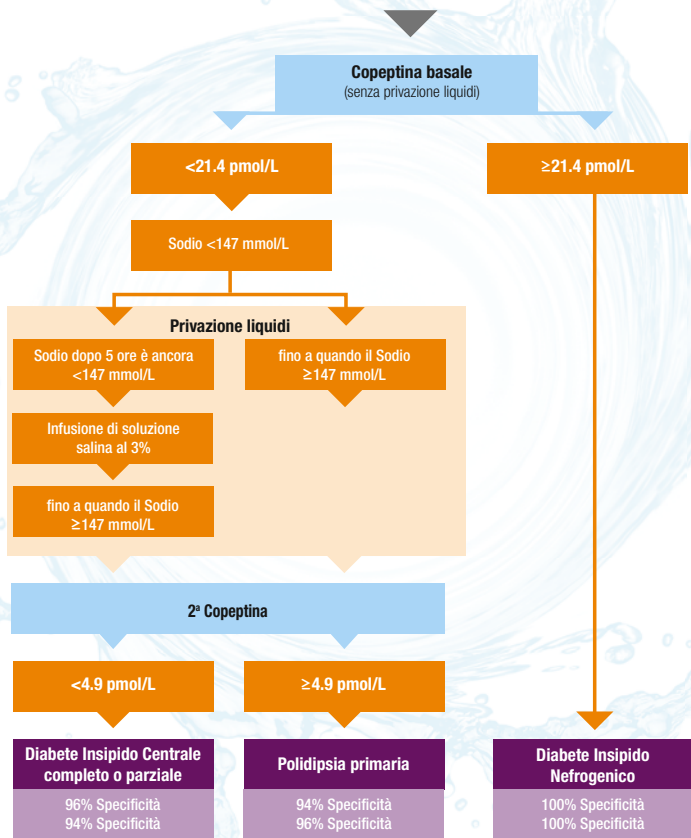 Copeptina basale
(senza privazione liquidi)
<21.4 pmol/L
≥21.4 pmol/L
Sodio <147 mmol/L
Privazione liquidi
Sodio dopo 5 ore è ancora
<147 mmol/L
fino a quando il Sodio
≥147 mmol/L
Infusione di soluzione
salina al 3%
fino a quando il Sodio
≥147 mmol/L
2ª Copeptina
<4.9 pmol/L
≥4.9 pmol/L
Diabete Insipido Centrale
completo o parziale
96% Specificità
94% Specificità
Polidipsia primaria
94% Specificità
96% Specificità
Diabete Insipido
Nefrogenico
100% Specificità
100% Specificità